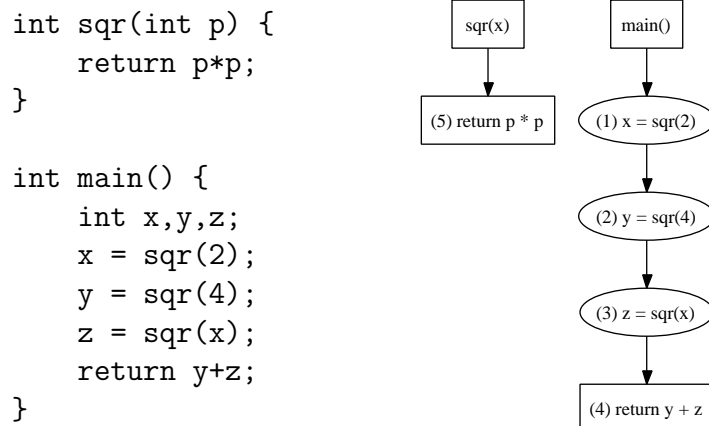 int sqr(int p) {
    return p*p;
}
int main() {
    int x,y,z;
    x = sqr(2);
    y = sqr(4);
    z = sqr(x);
    return y+z;
}
sqr(x)
(5) return p * p
main()
(1) x = sqr(2)
(2) y = sqr(4)
(3) z = sqr(x)
(4) return y + z